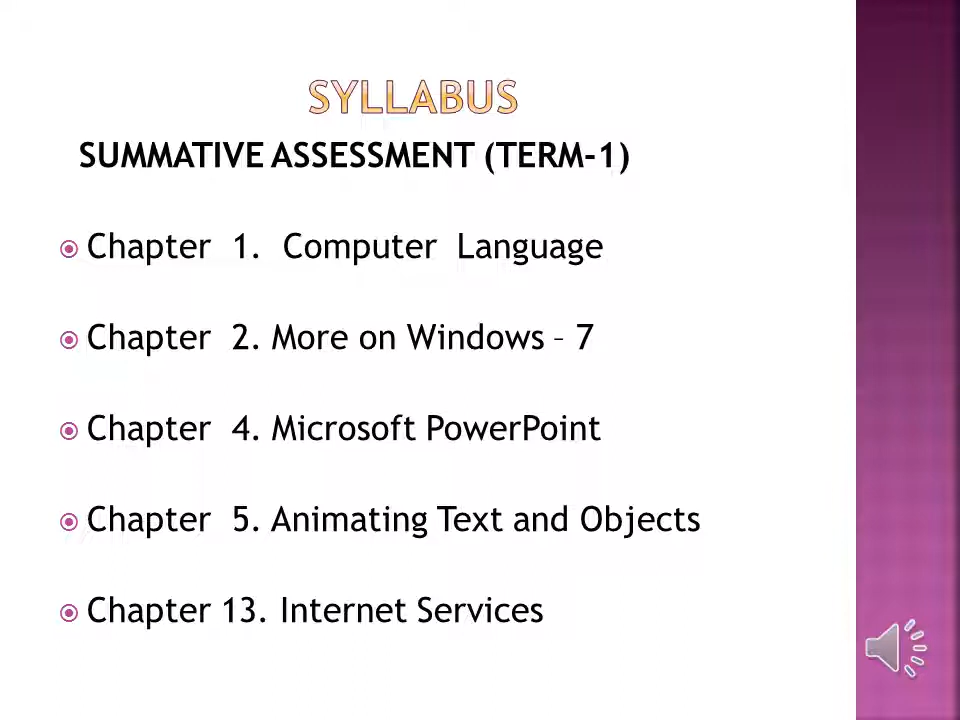 SYLLABUS
SUMMATIVE ASSESSMENT (TERM-1)
Chapter 1. Computer Language
Chapter 2. More on Windows – 7
Chapter 4. Microsoft PowerPoint
Chapter 5. Animating Text and Objects
Chapter 13. Internet Services